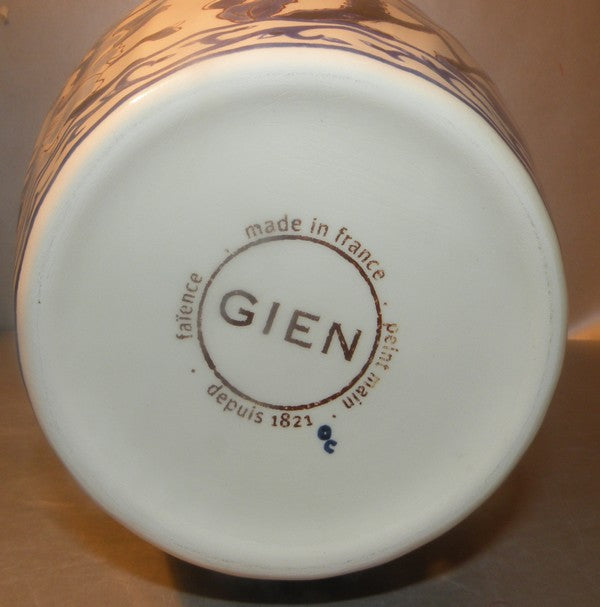 made in france
·
peint main
·
depuis 1821
·
faïence
·
GIEN
OC